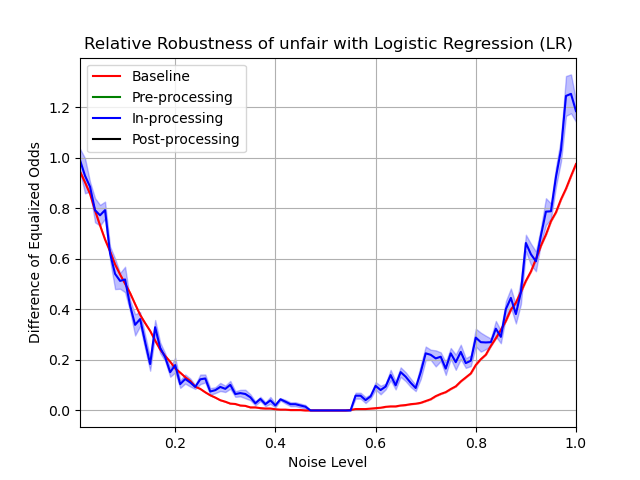 Relative Robustness of unfair with Logistic Regression (LR)
Baseline
Pre-processing
In-processing
Post-processing
Difference of Equalized Odds
1.2
1.0
0.8
0.6
0.4
0.2
0.0
0.2 0.4 0.6 0.8 1.0
Noise Level